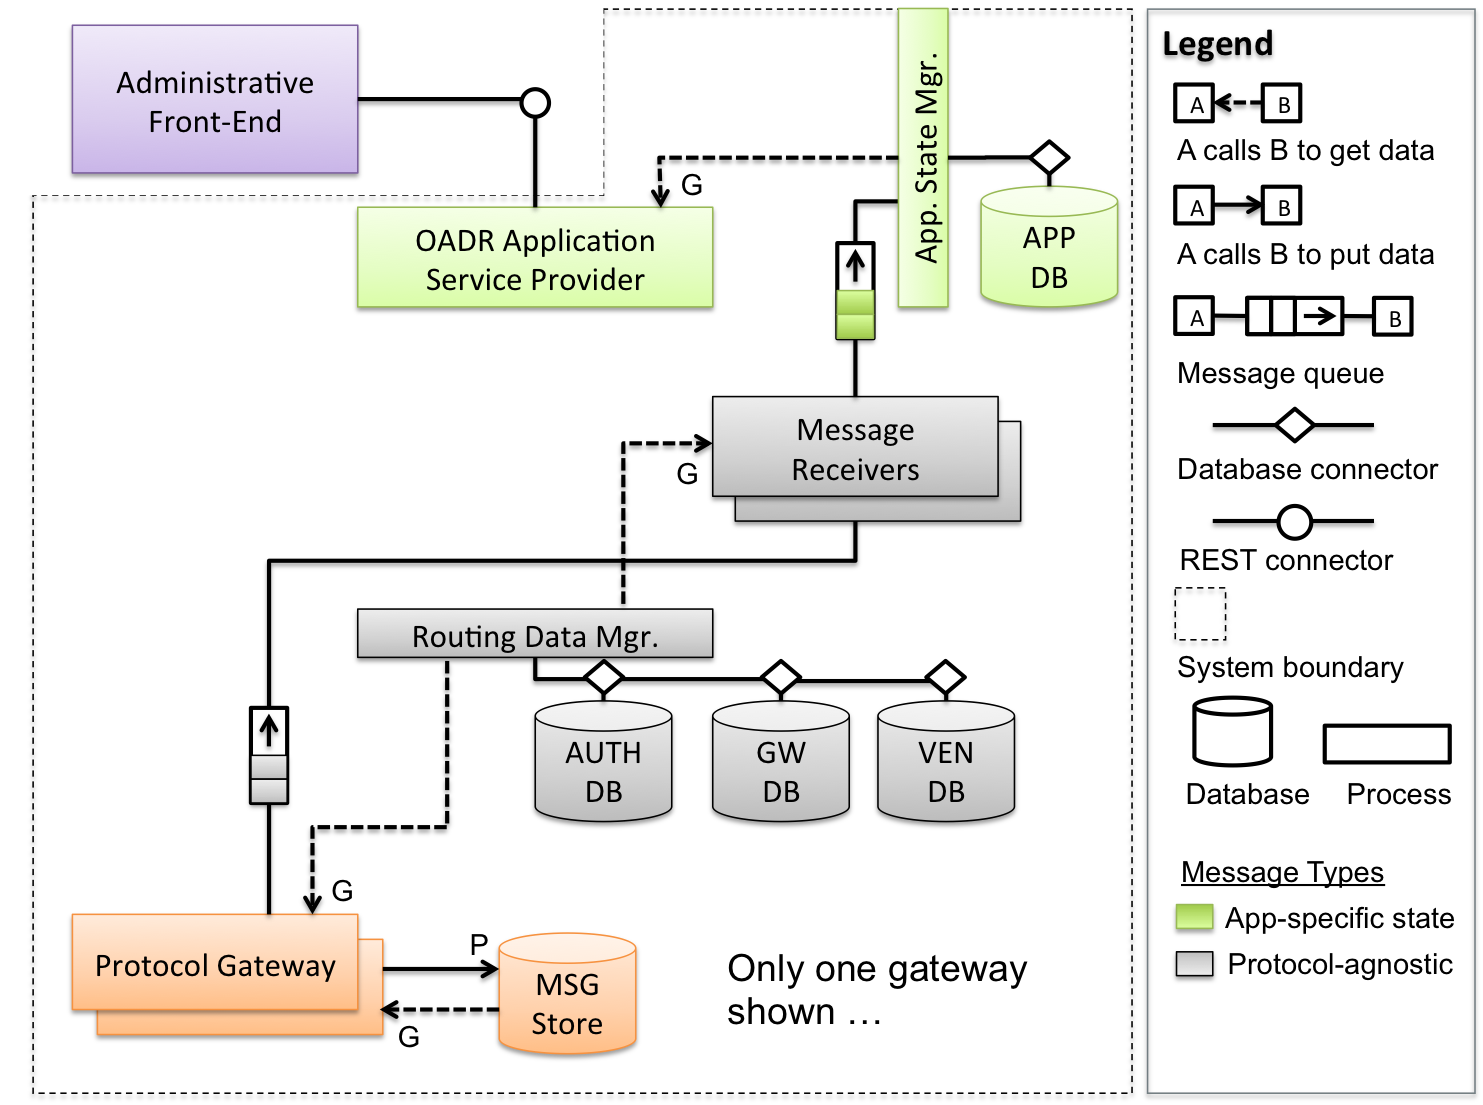 Administrative
Front-End
App. State Mgr.
G
OADR Application
Service Provider
APP
DB
Message
Receivers
G
Routing Data Mgr.
AUTH
DB
GW
DB
VEN
DB
G
Protocol Gateway
P
G
MSG
Store
Only one gateway
shown …
Legend
A B
A calls B to get data
A B
A calls B to put data
A B
Message queue
Database connector
REST connector
System boundary
Database Process
Message Types
App-specific state
Protocol-agnostic